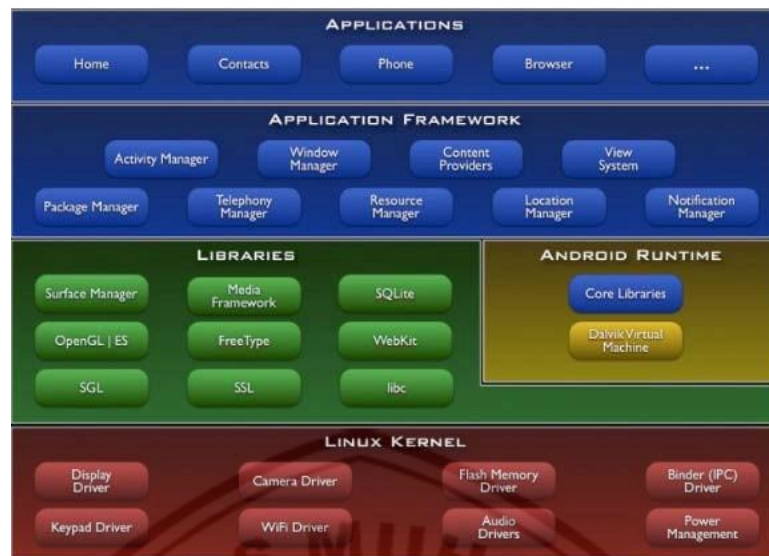 APPLICATIONS
Home Contacts Phone Browser ...
APPLICATION FRAMEWORK
Activity Manager Window Manager Content Providers View System
Package Manager Telephony Manager Resource Manager Location Manager Notification Manager
LIBRARIES
Surface Manager Media Framework SQLite
OpenGL | ES FreeType WebKit
SGL SSL libc
ANDROID RUNTIME
Core Libraries
Dalvik Virtual Machine
LINUX KERNEL
Display Driver Camera Driver Flash Memory Driver Binder (IPC) Driver
Keypad Driver WiFi Driver Audio Drivers Power Management